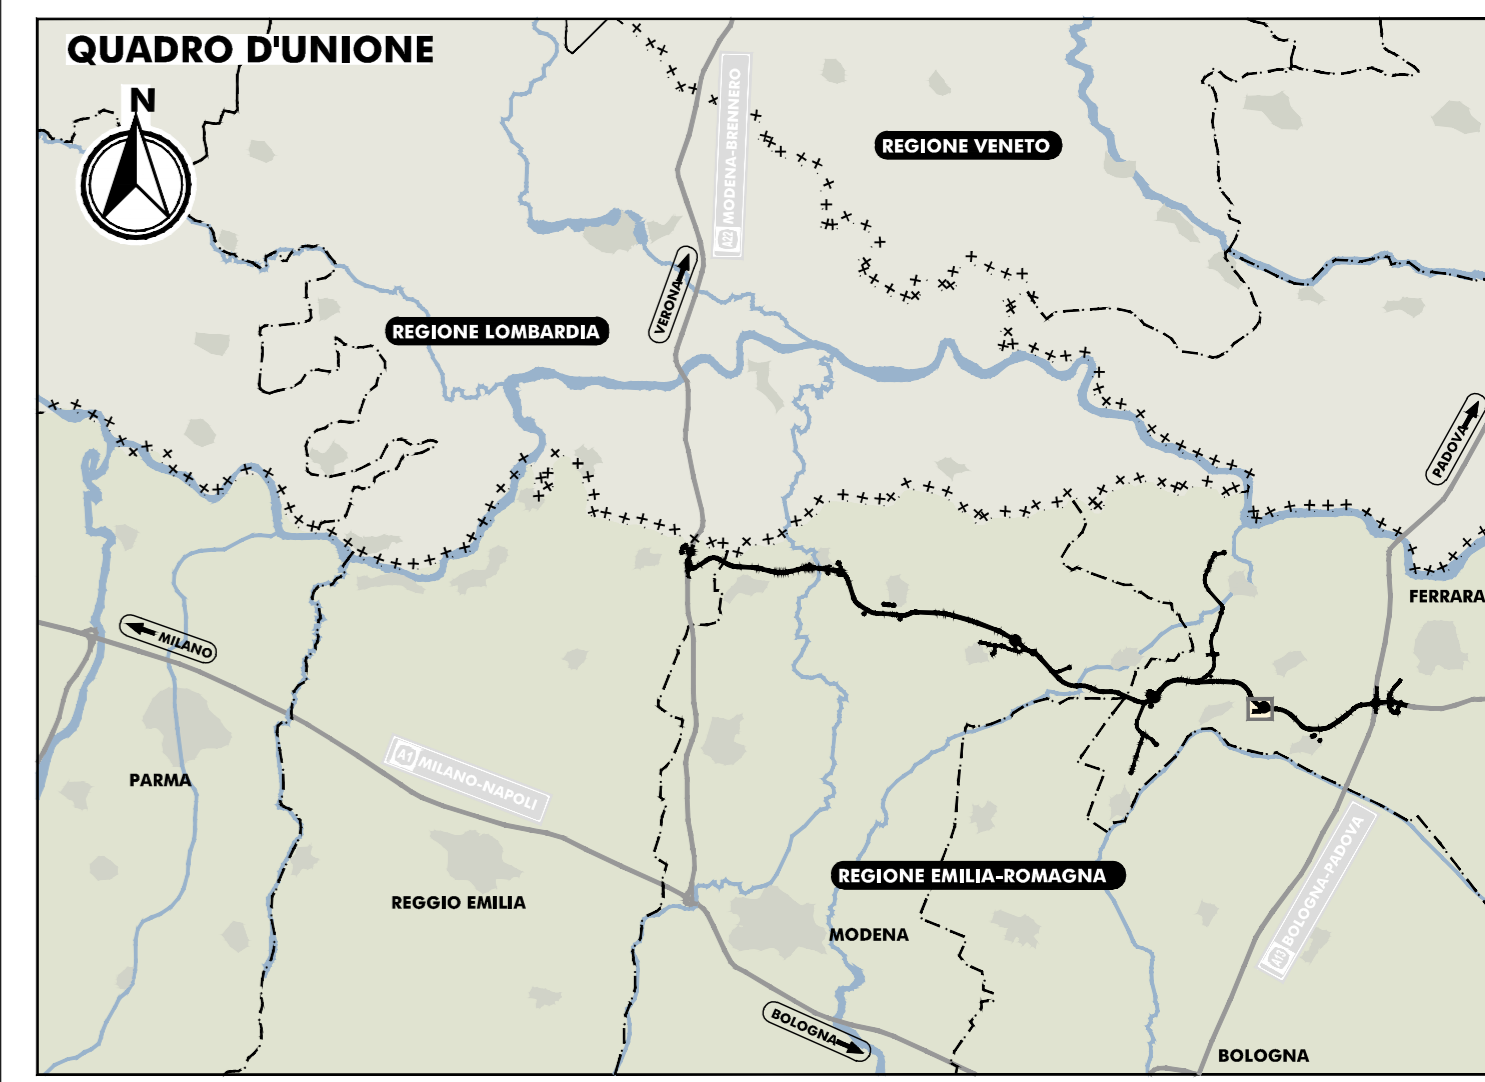 QUADRO D'UNIONE
N
A22 MODENA-BRENNERO
REGIONE VENETO
VERONA
REGIONE LOMBARDIA
PADOVA
FERRARA
MILANO
PARMA
A1 MILANO-NAPOLI
REGGIO EMILIA
REGIONE EMILIA-ROMAGNA
MODENA
A13 BOLOGNA-PADOVA
BOLOGNA
BOLOGNA